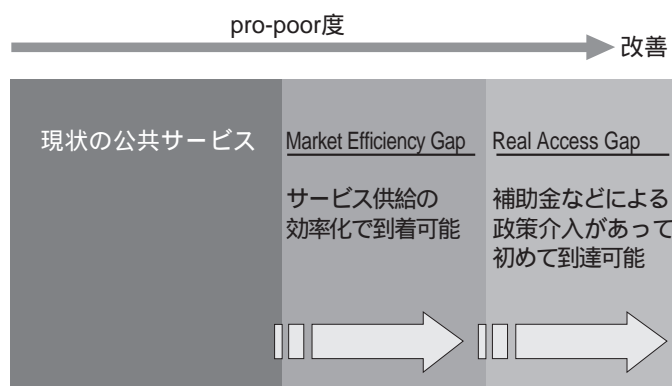 pro-poor度
改善
現状の公共サービス
Market Efficiency Gap
サービス供給の
効率化で到着可能
Real Access Gap
補助金などによる
政策介入があって
初めて到達可能